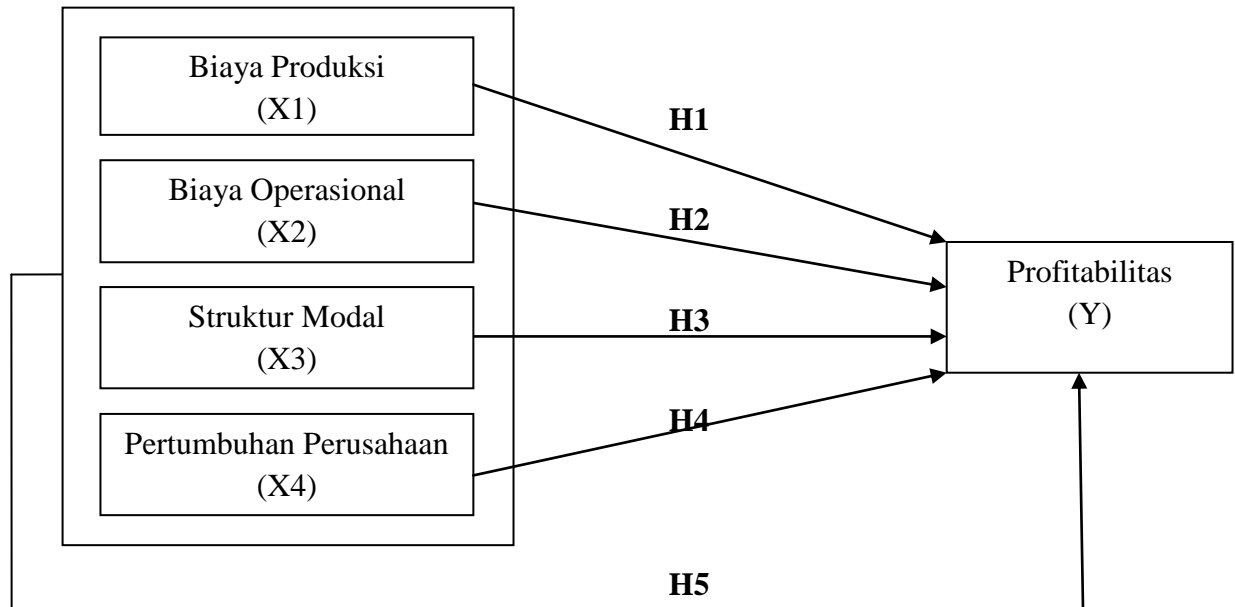 Biaya Produksi
(X1)
H1
Biaya Operasional
(X2)
H2
Profitabilitas
(Y)
Struktur Modal
(X3)
H3
Pertumbuhan Perusahaan
(X4)
H4
H5